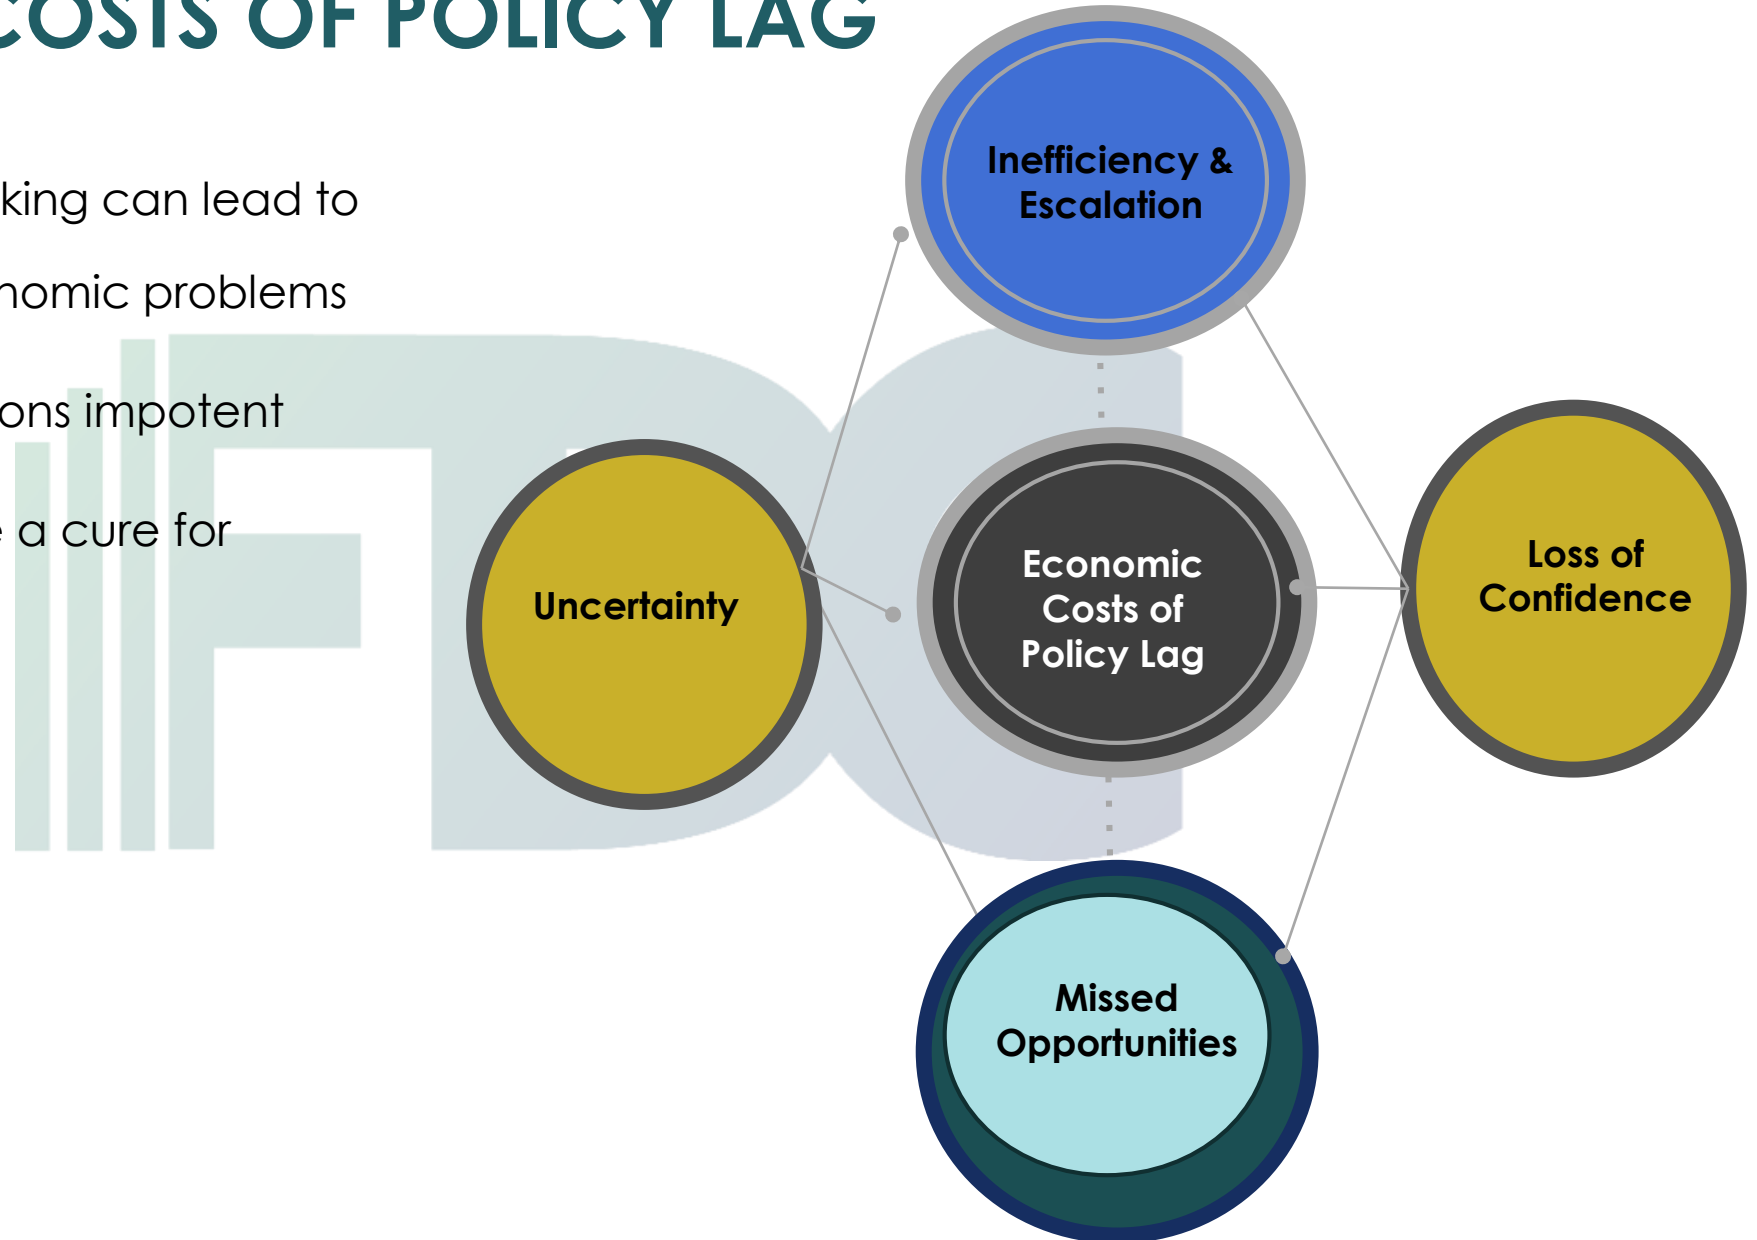 COSTS OF POLICY LAG
king can lead to
nomic problems
ons impotent
e a cure for
Inefficiency &
Escalation
Uncertainty
Economic
Costs of
Policy Lag
Loss of
Confidence
Missed
Opportunities
FDC